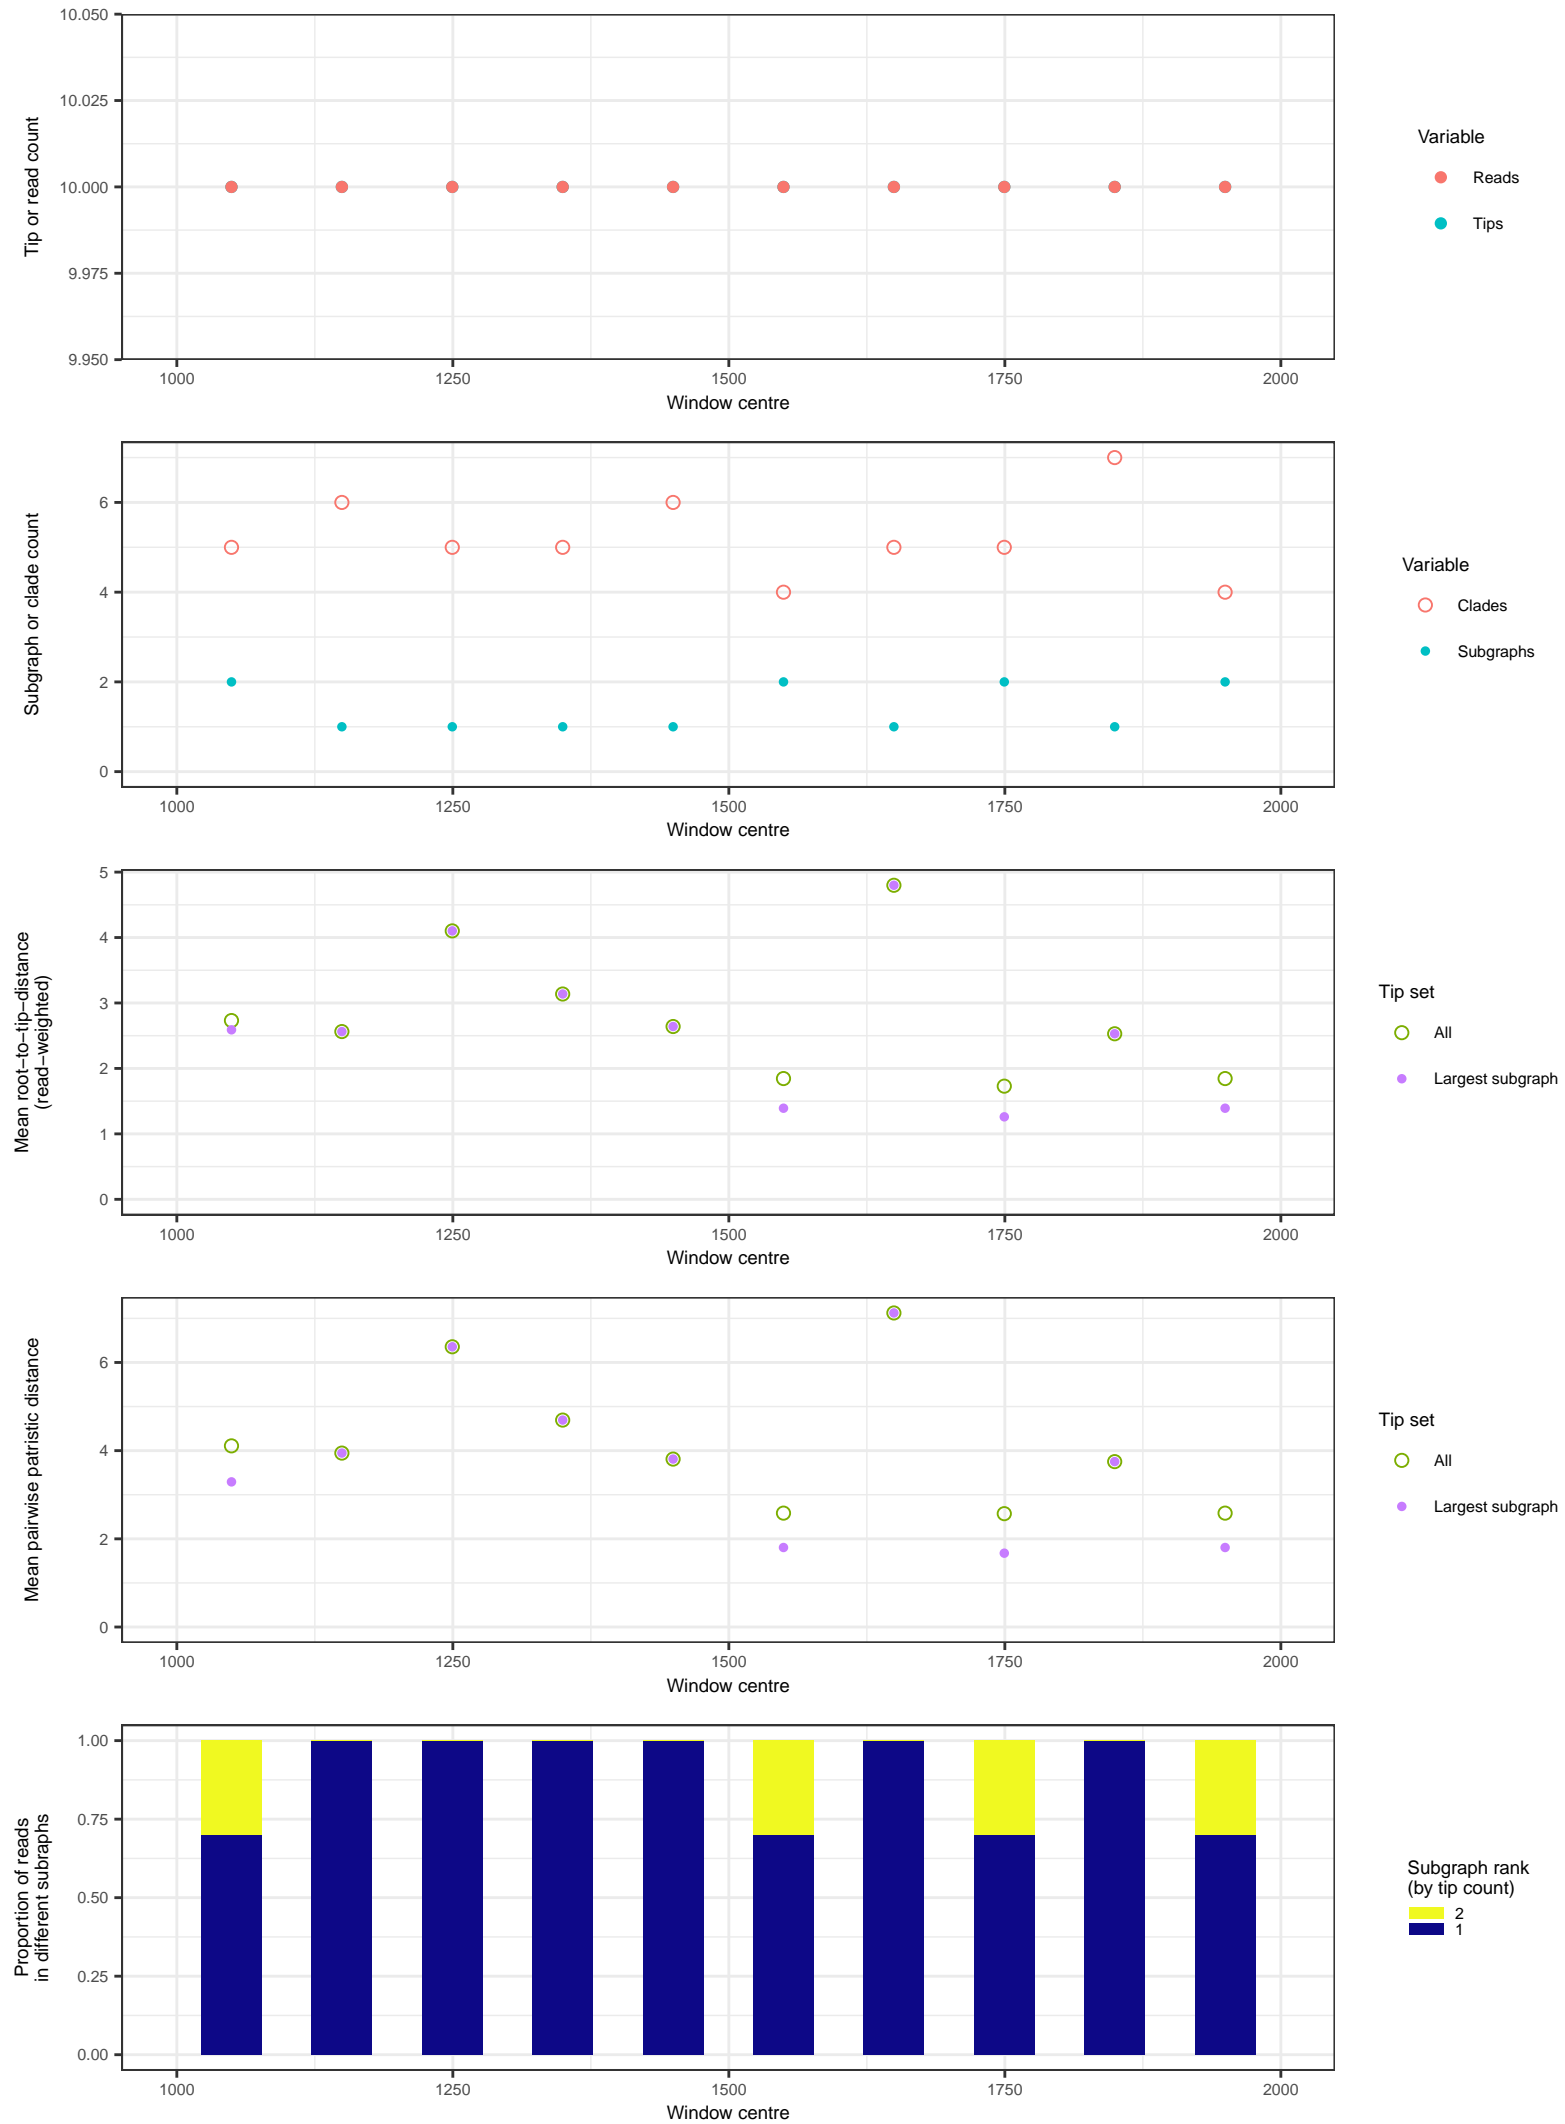 10.050
10.025
10.000
9.975
9.950
Tip or read count
1000 1250 1500 1750 2000
Window centre
Variable
Reads
Tips
6
4
2
0
Subgraph or clade count
1000 1250 1500 1750 2000
Window centre
Variable
Clades
Subgraphs
5
4
3
2
1
0
Mean root−to−tip−distance
(read−weighted)
1000 1250 1500 1750 2000
Window centre
Tip set
All
Largest subgraph
6
4
2
0
Mean pairwise patristic distance
1000 1250 1500 1750 2000
Window centre
Tip set
All
Largest subgraph
1.00
0.75
0.50
0.25
0.00
Proportion of reads
in different subraphs
1000 1250 1500 1750 2000
Window centre
Subgraph rank
(by tip count)
2
1